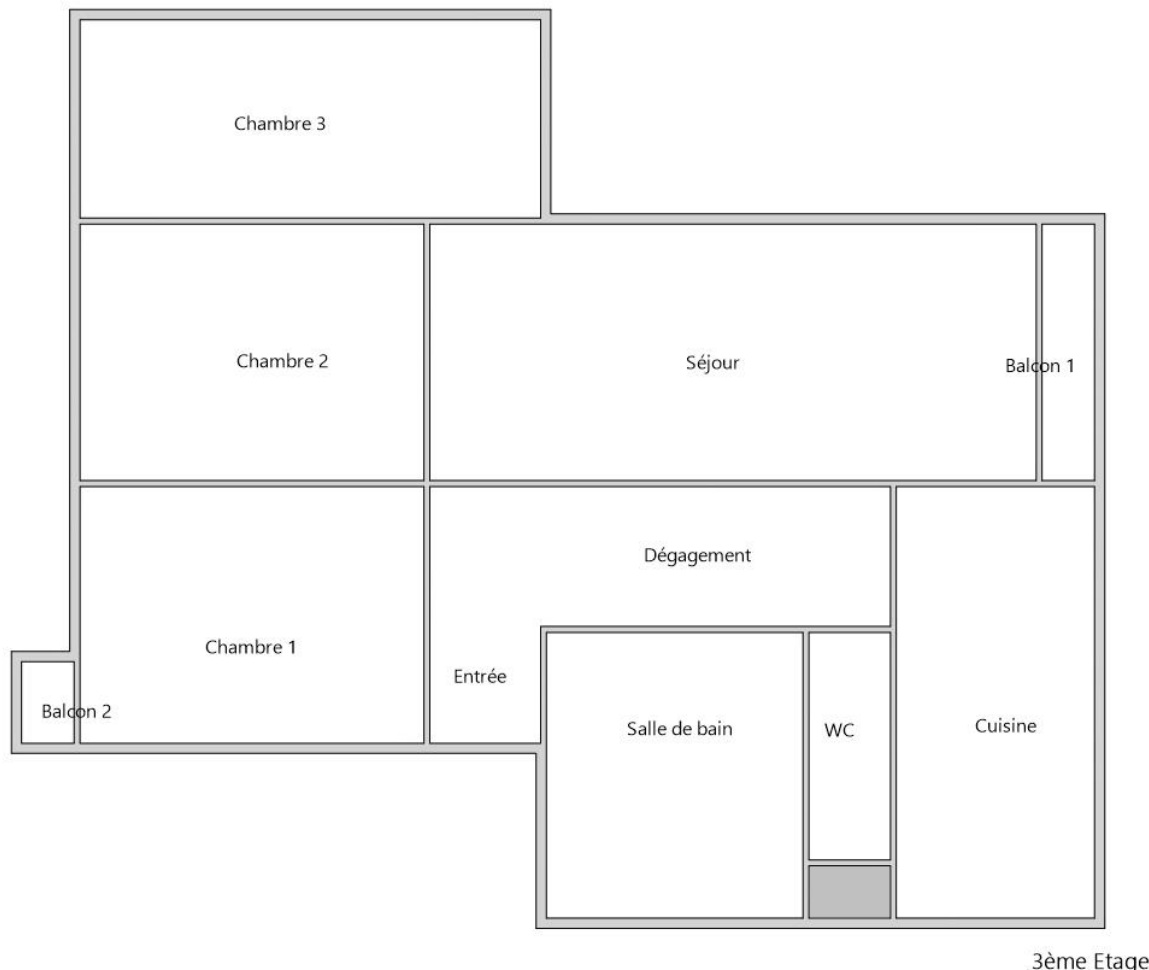 Chambre 3
Chambre 2
Séjour
Balcon 1
Dégagement
Chambre 1
Entrée
Balcon 2
Salle de bain
WC
Cuisine
3ème Etage